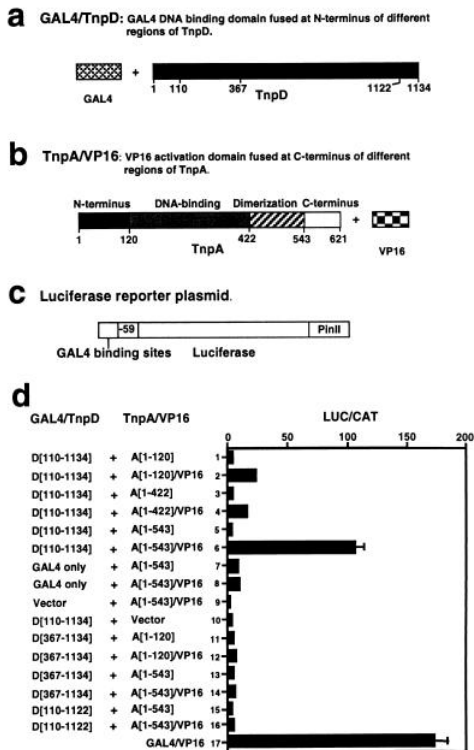 a GAL4/TnpD: GAL4 DNA binding domain fused at N-terminus of different
regions of TnpD.
+
GAL4
1 110 367 1122 1134
TnpD
b TnpA/VP16: VP16 activation domain fused at C-terminus of different
regions of TnpA.
N-terminus DNA-binding Dimerization C-terminus
+
1 120 422 543 621
TnpA
VP16
c Luciferase reporter plasmid.
-59 PinII
GAL4 binding sites Luciferase
d
GAL4/TnpD TnpA/VP16 LUC/CAT
0 50 100 150 200
D[110-1134] + A[1-120] 1
D[110-1134] + A[1-120]/VP16 2
D[110-1134] + A[1-422] 3
D[110-1134] + A[1-422]/VP16 4
D[110-1134] + A[1-543] 5
D[110-1134] + A[1-543]/VP16 6
GAL4 only + A[1-543] 7
GAL4 only + A[1-543]/VP16 8
Vector + A[1-543]/VP16 9
D[110-1134] + Vector 10
D[367-1134] + A[1-120] 11
D[367-1134] + A[1-120]/VP16 12
D[367-1134] + A[1-543] 13
D[367-1134] + A[1-543]/VP16 14
D[110-1122] + A[1-543] 15
D[110-1122] + A[1-543]/VP16 16
GAL4/VP16 17